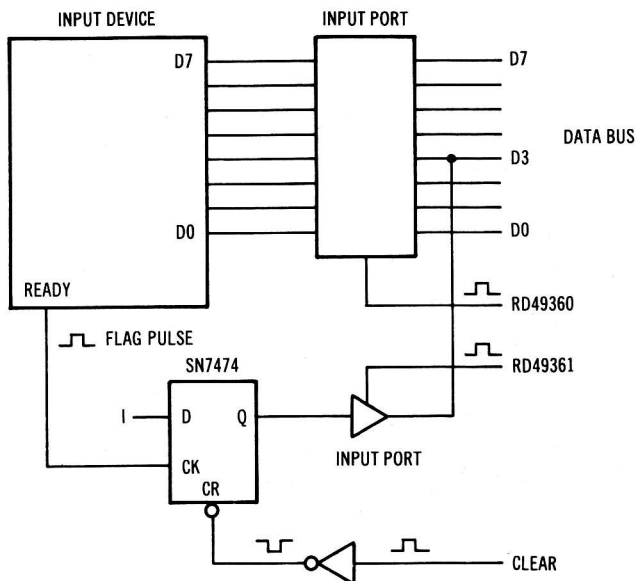 INPUT DEVICE
INPUT PORT
D7
D7
DATA BUS
D3
D0
D0
READY
RD49360
FLAG PULSE
SN7474
RD49361
1
D
Q
INPUT PORT
CK
CR
CLEAR